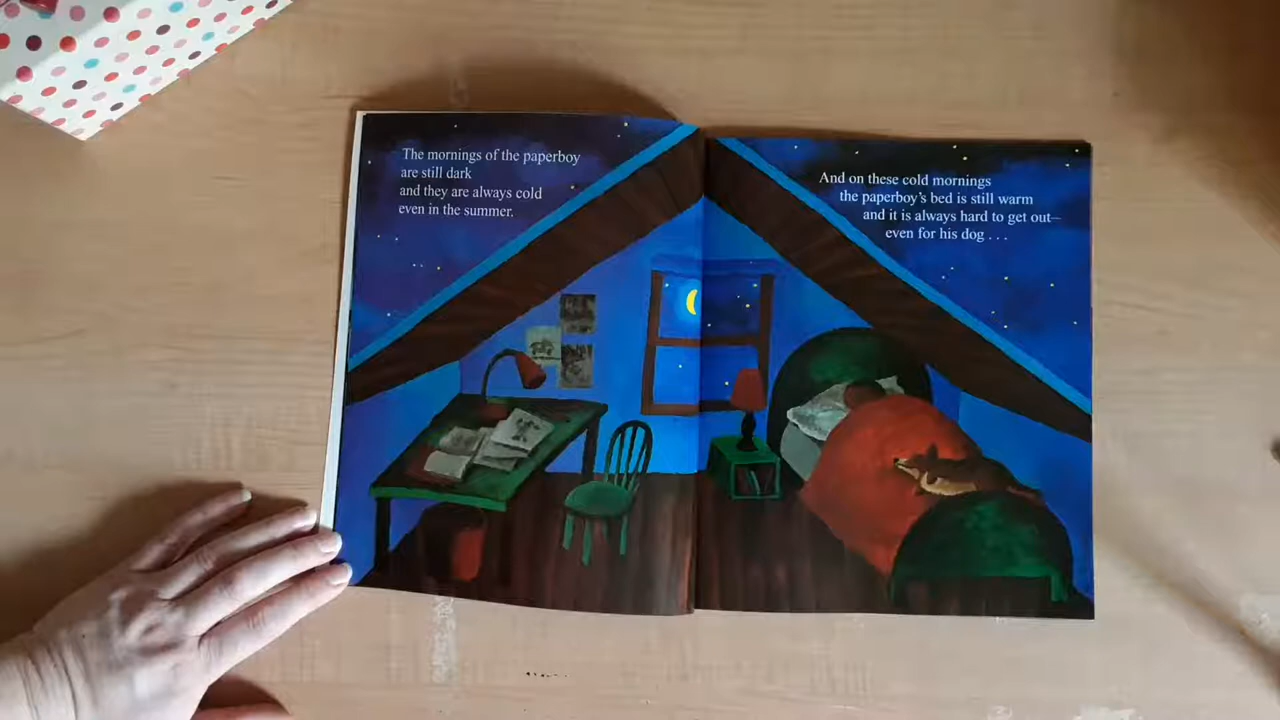 The mornings of the paperboy
are still dark
and they are always cold
even in the summer.
And on these cold mornings
the paperboy's bed is still warm
and it is always hard to get out—
even for his dog . . .